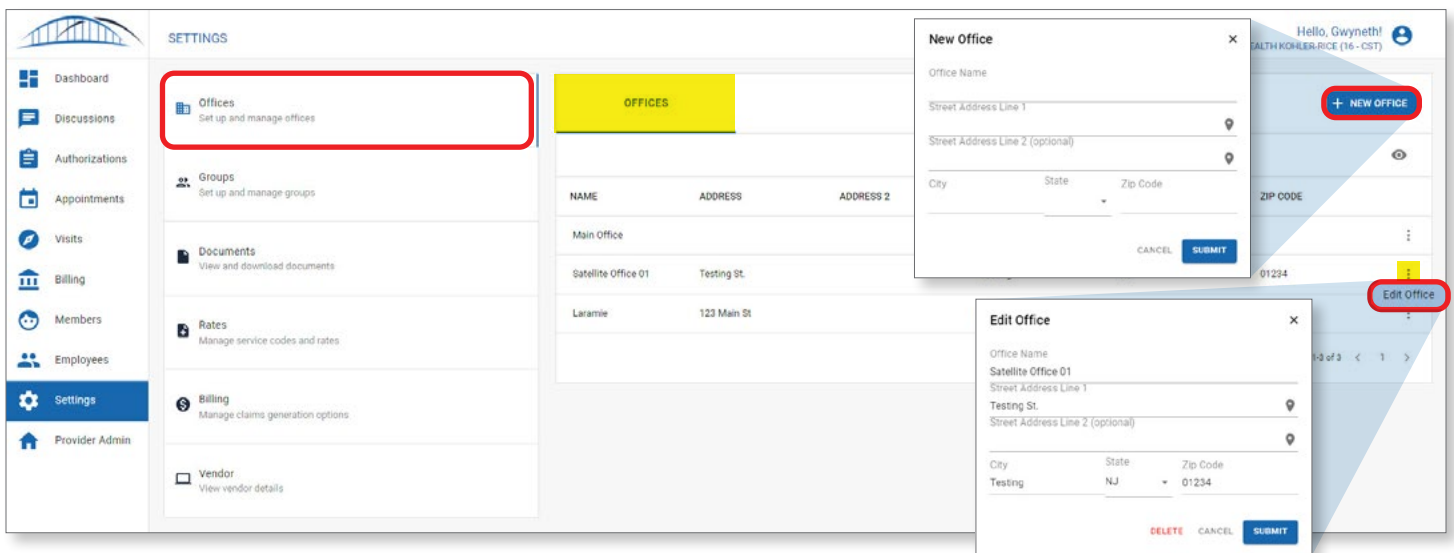 SETTINGS
Hello, Gwyneth!
EALTH KOHLER-RICE (16 - CST)
Dashboard
Discussions
Authorizations
Appointments
Visits
Billing
Members
Employees
Settings
Provider Admin
Offices
Set up and manage offices
Groups
Set up and manage groups
Documents
View and download documents
Rates
Manage service codes and rates
Billing
Manage claims generation options
Vendor
View vendor details
OFFICES
+ NEW OFFICE
NAME ADDRESS ADDRESS 2 ZIP CODE
Main Office
Satellite Office 01 Testing St. 01234
Laramie 123 Main St
Edit Office
1-3 of 3 < 1 >
New Office ×
Office Name
Street Address Line 1
Street Address Line 2 (optional)
City State Zip Code
CANCEL SUBMIT
Edit Office ×
Office Name
Satellite Office 01
Street Address Line 1
Testing St.
Street Address Line 2 (optional)
City State Zip Code
Testing NJ 01234
DELETE CANCEL SUBMIT